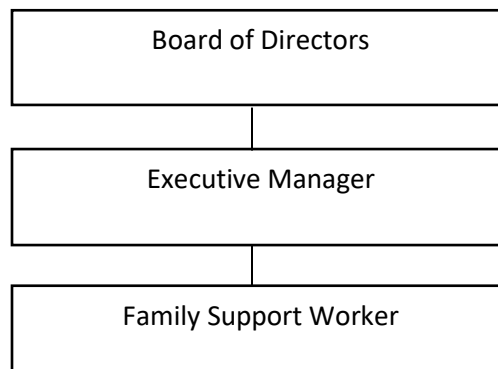 Board of Directors
Executive Manager
Family Support Worker